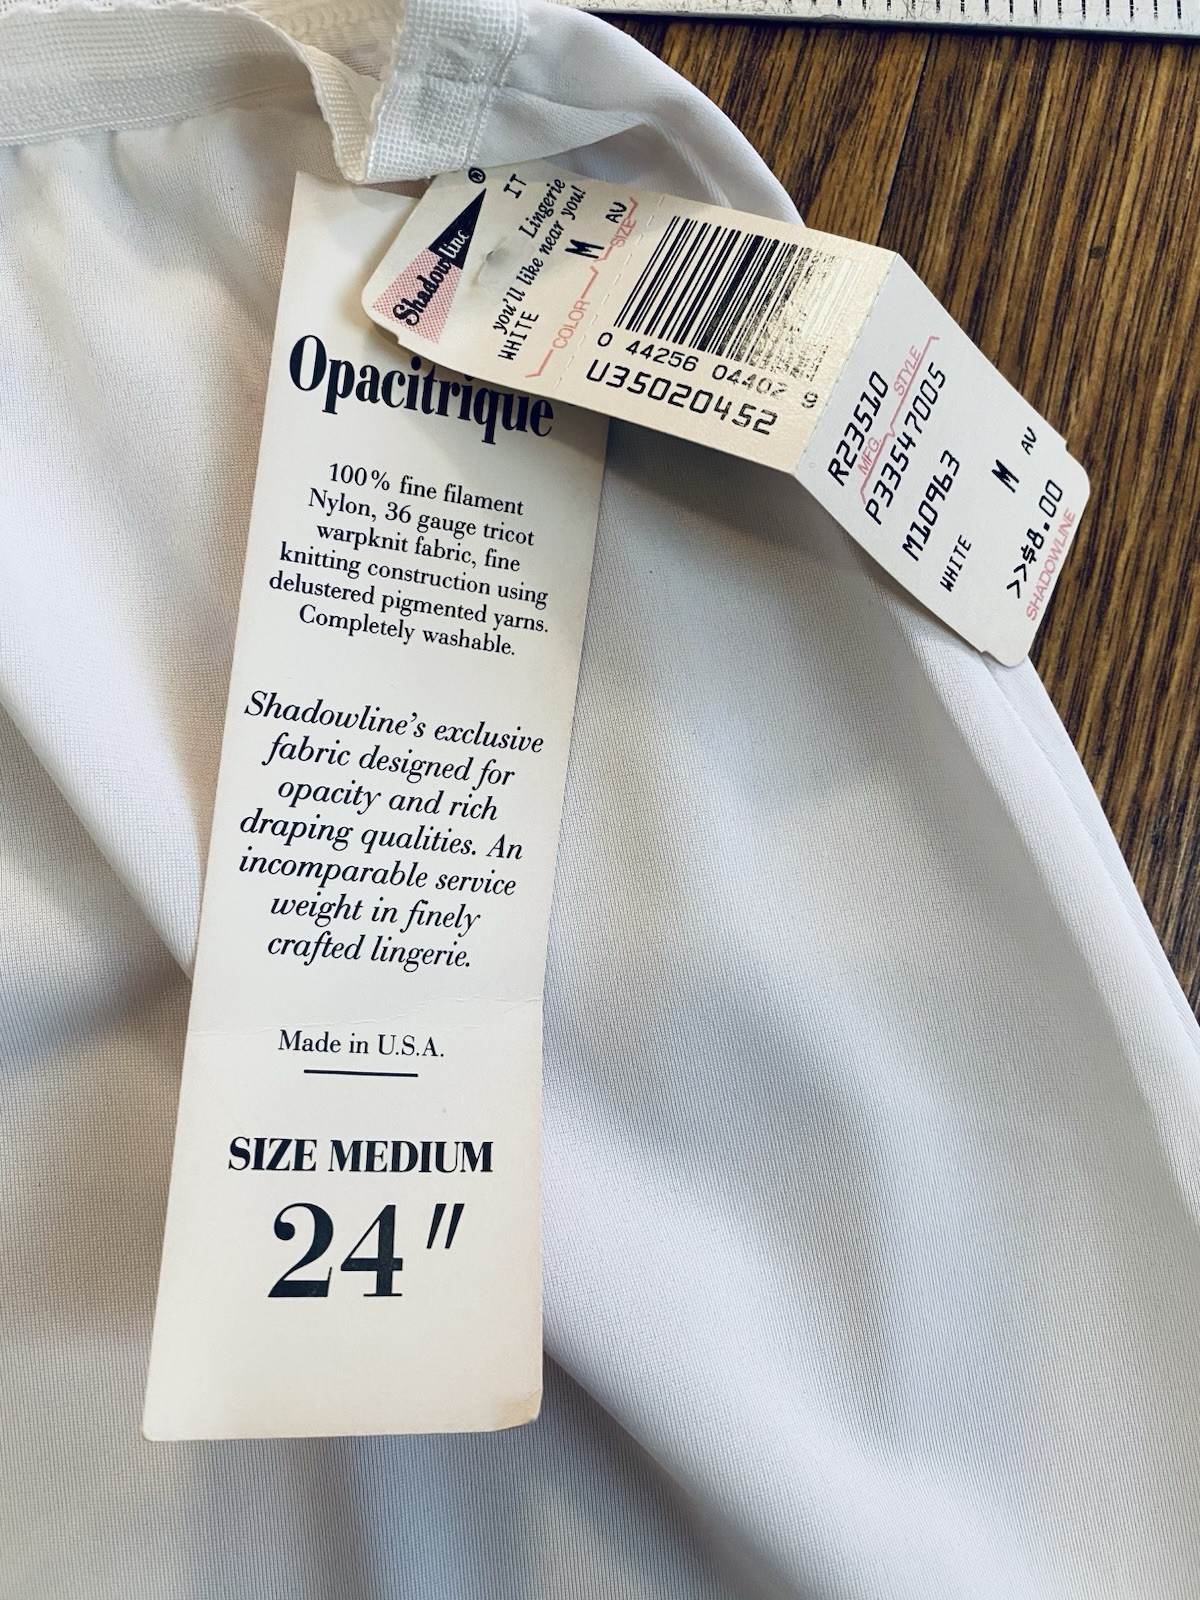 Shadowline®
Lingerie
you'll like near you!
IT
WHITE
M AV
COLOR
SIZE
0 44256 04402 9
U35020452
R23510
MFG. STYLE
P33547005
M10963
WHITE
M AV
>>$8.00
SHADOWLINE
Opacitrique
100% fine filament
Nylon, 36 gauge tricot
warpknit fabric, fine
knitting construction using
delustered pigmented yarns.
Completely washable.
Shadowline's exclusive
fabric designed for
opacity and rich
draping qualities. An
incomparable service
weight in finely
crafted lingerie.
Made in U.S.A.
SIZE MEDIUM
24"